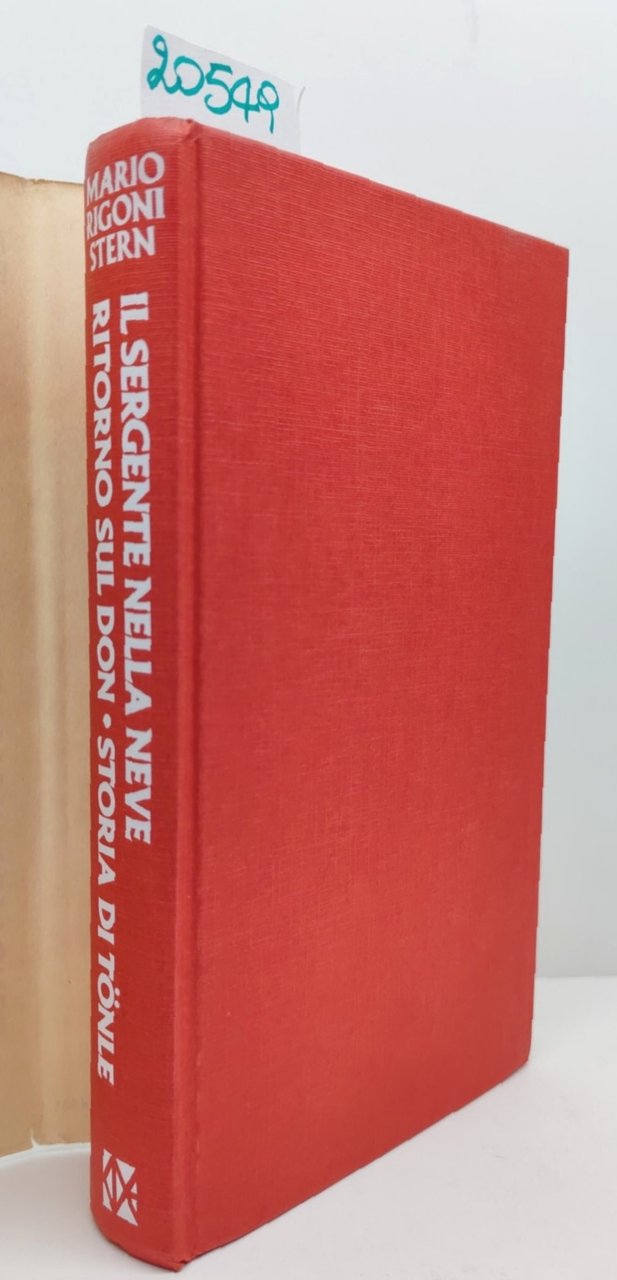 20549
MARIO
RIGONI
STERN
IL SERGENTE NELLA NEVE
RITORNO SUL DON • STORIA DI TÖNLE